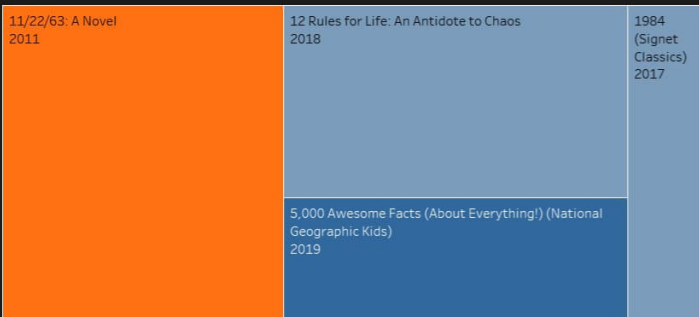 11/22/63: A Novel
2011
12 Rules for Life: An Antidote to Chaos
2018
5,000 Awesome Facts (About Everything!) (National
Geographic Kids)
2019
1984
(Signet
Classics)
2017